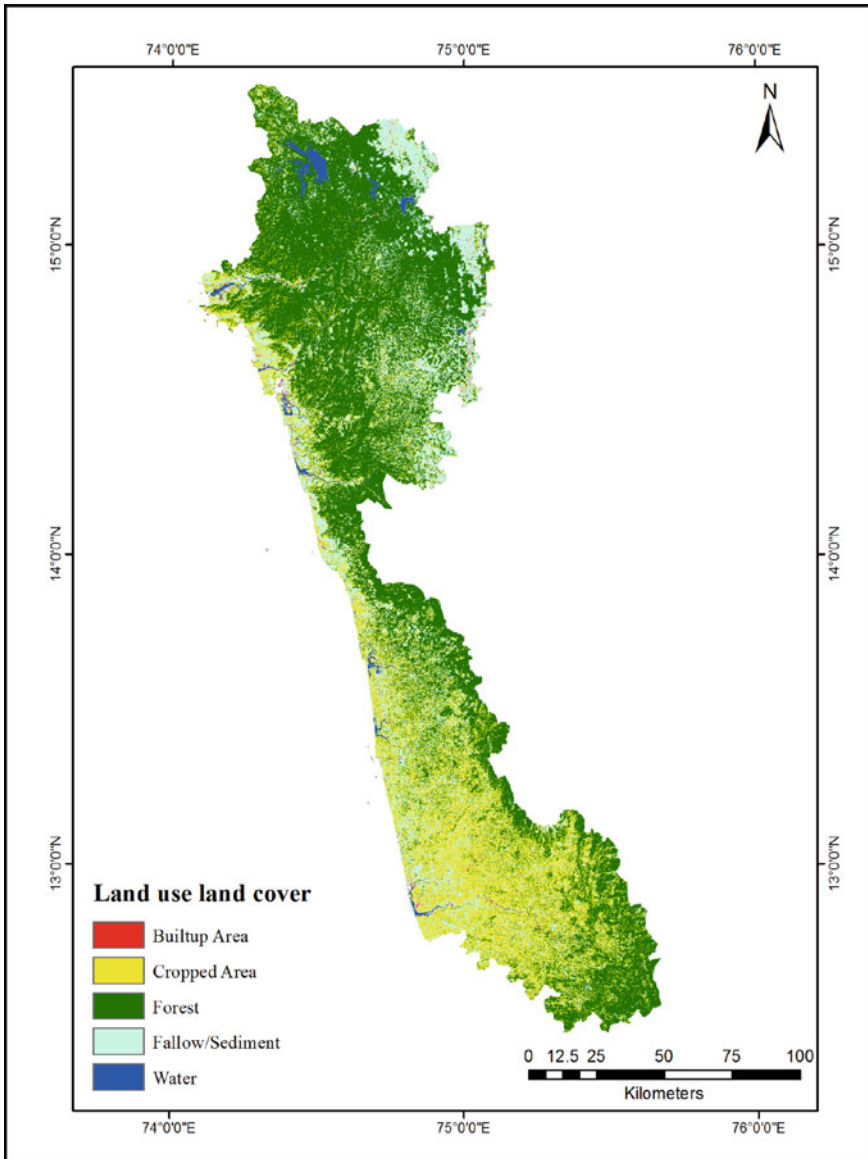 74°0'0"E 75°0'0"E 76°0'0"E
N
15°0'0"N 15°0'0"N
14°0'0"N 14°0'0"N
13°0'0"N 13°0'0"N
Land use land cover
Builtup Area
Cropped Area
Forest
Fallow/Sediment
Water
0 12.5 25 50 75 100
Kilometers
74°0'0"E 75°0'0"E 76°0'0"E